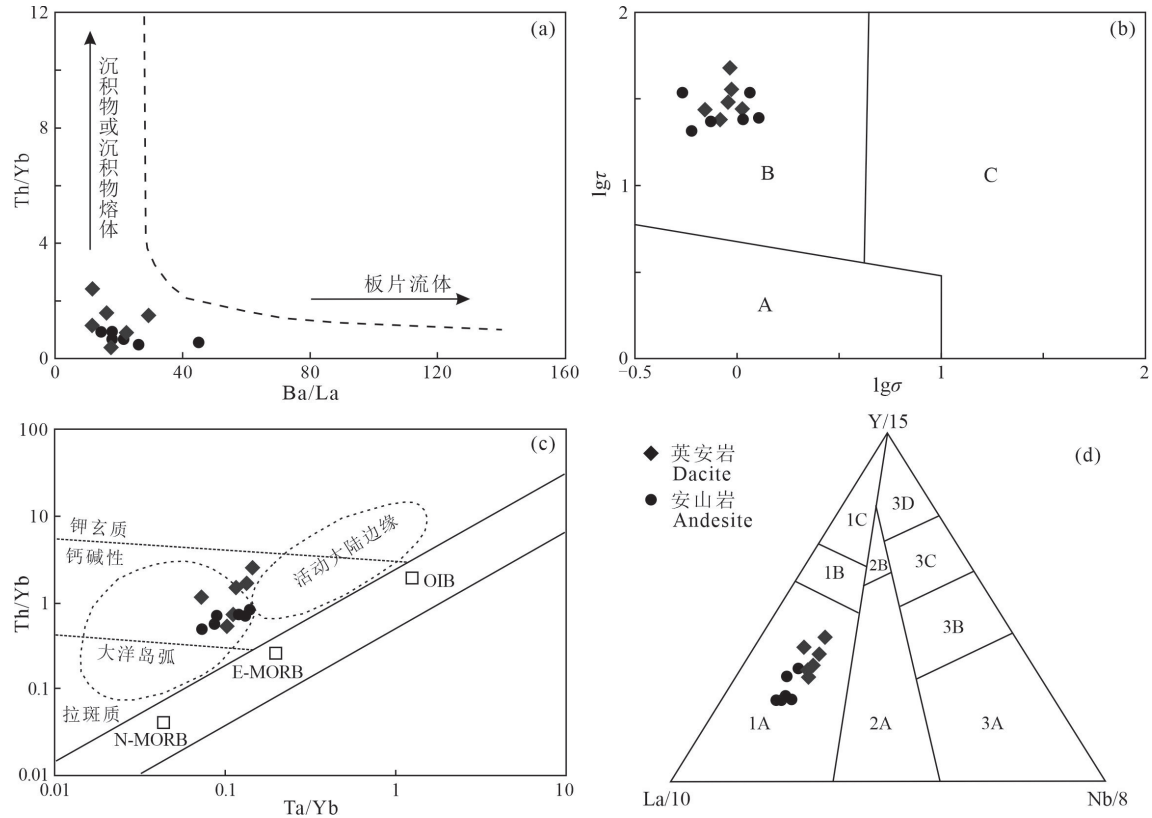 (a)
12
8
4
0
Th/Yb
沉积物或沉积物熔体
板片流体
0
40
80
120
160
Ba/La
(b)
2
1
0
lgτ
B
C
A
−0.5
0
1
2
lgσ
(c)
100
10
1
0.1
0.01
Th/Yb
钾玄质
钙碱性
活动大陆边缘
OIB
大洋岛弧
E-MORB
拉斑质
N-MORB
0.01
0.1
1
10
Ta/Yb
(d)
英安岩
Dacite
安山岩
Andesite
Y/15
1C
3D
1B
2B
3C
3B
1A
2A
3A
La/10
Nb/8